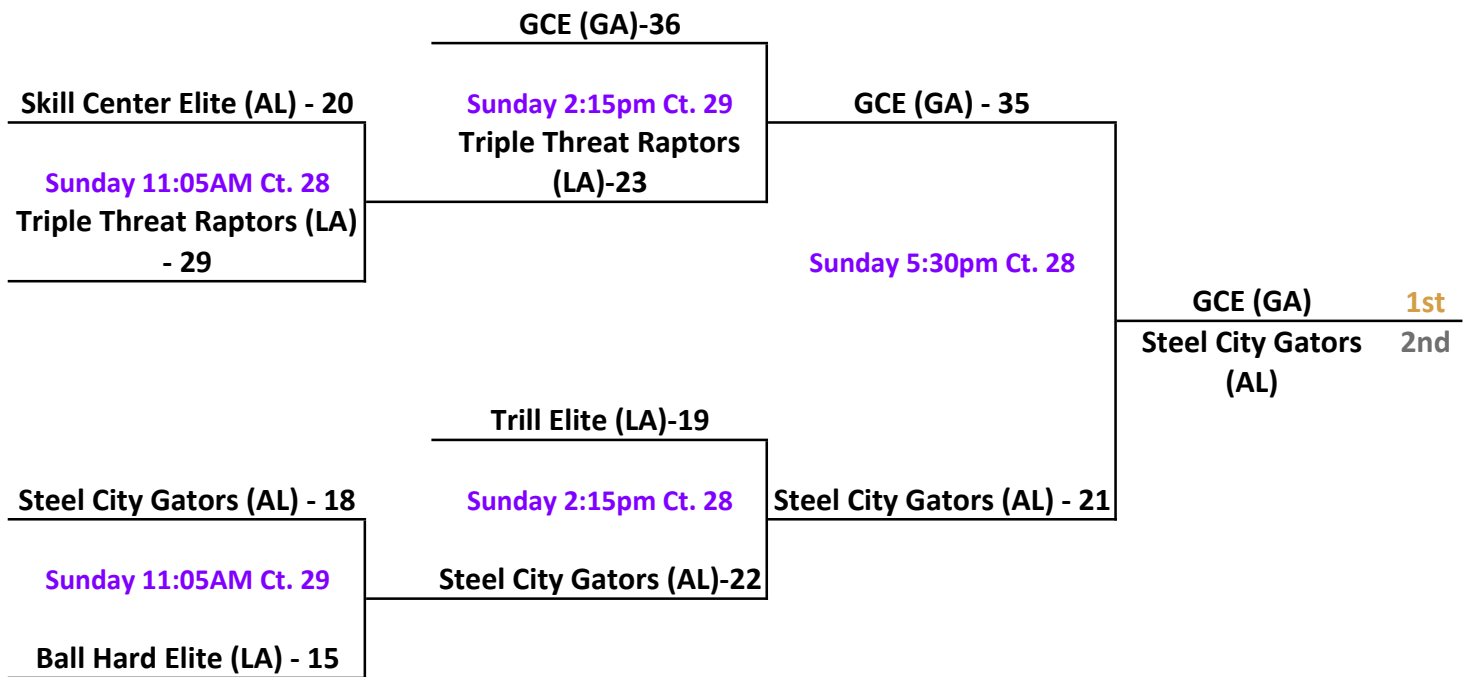 GCE (GA)-36
Skill Center Elite (AL) - 20
Sunday 2:15pm Ct. 29
GCE (GA) - 35
Triple Threat Raptors
(LA)-23
Sunday 11:05AM Ct. 28
Triple Threat Raptors (LA)
- 29
Sunday 5:30pm Ct. 28
GCE (GA) 1st
Steel City Gators 2nd
(AL)
Trill Elite (LA)-19
Steel City Gators (AL) - 18
Sunday 2:15pm Ct. 28
Steel City Gators (AL) - 21
Sunday 11:05AM Ct. 29
Steel City Gators (AL)-22
Ball Hard Elite (LA) - 15